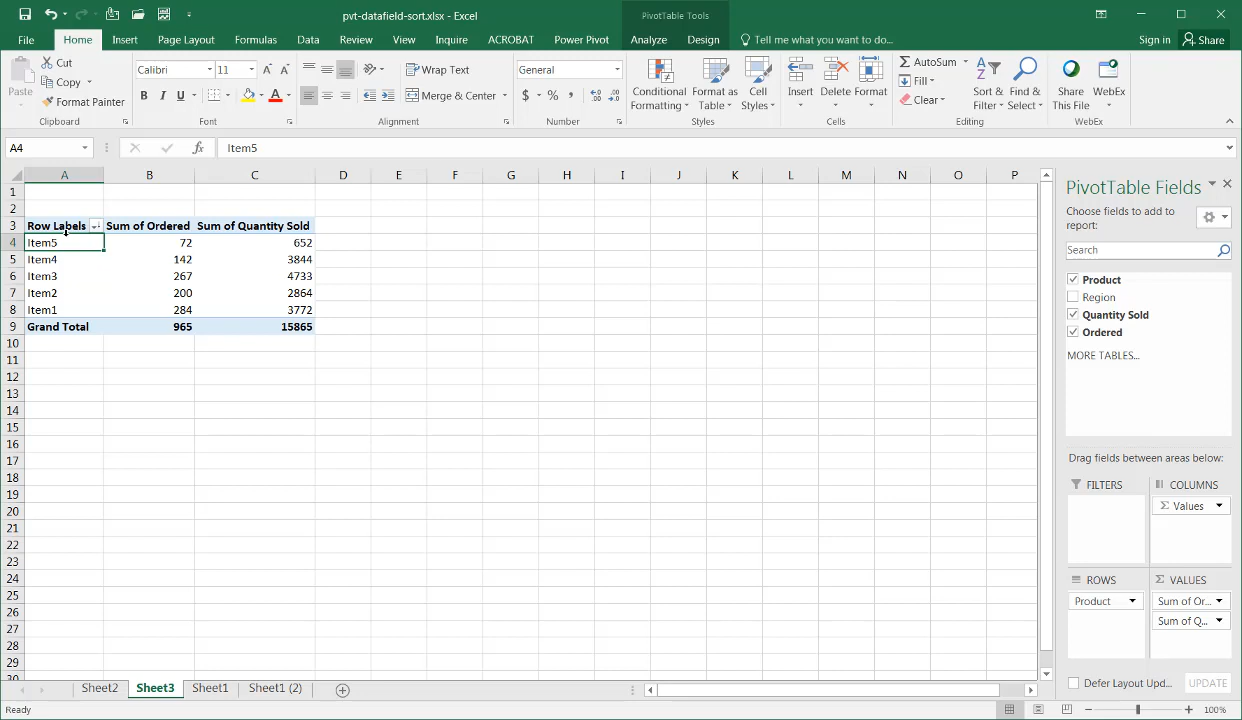 pvt-datafield-sort.xlsx - Excel
PivotTable Tools
File Home Insert Page Layout Formulas Data Review View Inquire ACROBAT Power Pivot Analyze Design Tell me what you want to do... Sign in Share
Paste
Cut
Copy
Format Painter
Clipboard
Calibri 11
B I U
Font
Wrap Text
Merge & Center
Alignment
General
$ % ,
Number
Conditional Formatting
Format as Table
Cell Styles
Styles
Insert Delete Format
Cells
AutoSum
Fill
Clear
Sort & Filter
Find & Select
Editing
Share This File
WebEx
WebEx
A4 fx Item5
A B C D E F G H I J K L M N O P
1
2
3 Row Labels Sum of Ordered Sum of Quantity Sold
4 Item5 72 652
5 Item4 142 3844
6 Item3 267 4733
7 Item2 200 2864
8 Item1 284 3772
9 Grand Total 965 15865
10
11
12
13
14
15
16
17
18
19
20
21
22
23
24
25
26
27
28
29
30
PivotTable Fields
Choose fields to add to
report:
Search
Product
Region
Quantity Sold
Ordered
MORE TABLES...
Drag fields between areas below:
FILTERS COLUMNS
Σ Values
ROWS Σ VALUES
Product Sum of Or...
Sum of Q...
Defer Layout Upd... UPDATE
Sheet2 Sheet3 Sheet1 Sheet1 (2)
Ready 100%